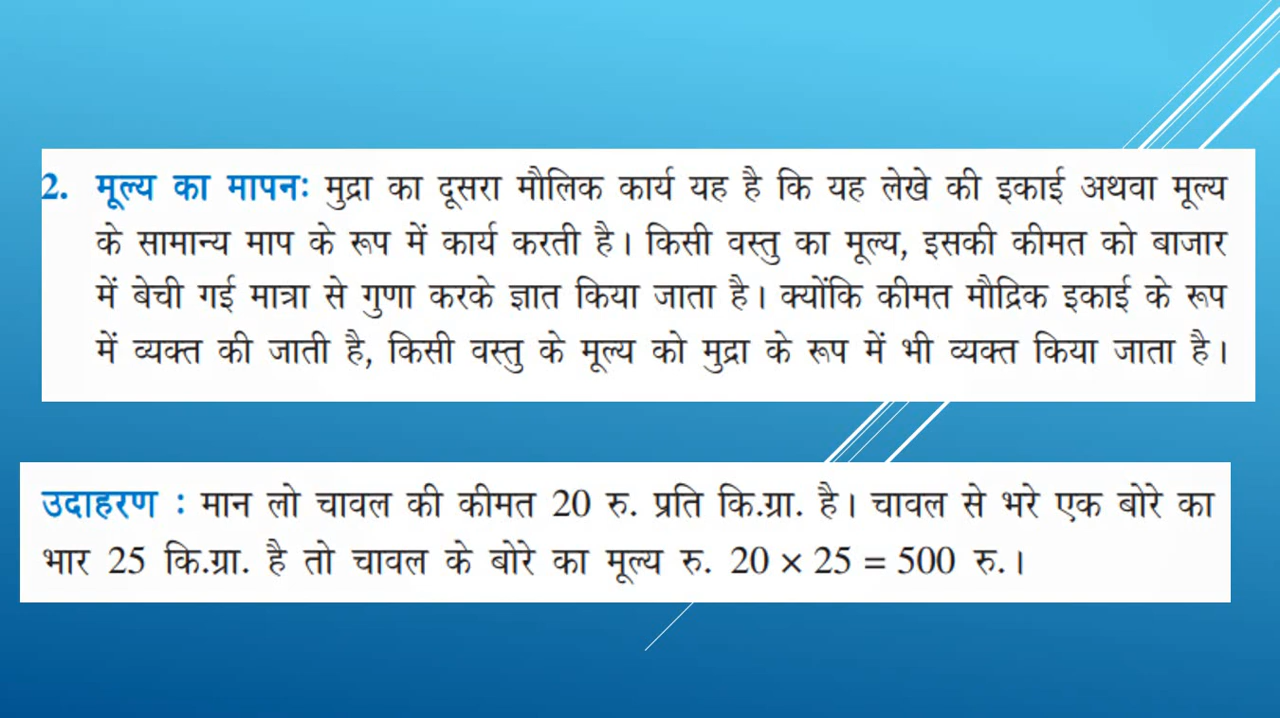 2. मूल्य का मापनः मुद्रा का दूसरा मौलिक कार्य यह है कि यह लेखे की इकाई अथवा मूल्य
के सामान्य माप के रूप में कार्य करती है। किसी वस्तु का मूल्य, इसकी कीमत को बाजार
में बेची गई मात्रा से गुणा करके ज्ञात किया जाता है। क्योंकि कीमत मौद्रिक इकाई के रूप
में व्यक्त की जाती है, किसी वस्तु के मूल्य को मुद्रा के रूप में भी व्यक्त किया जाता है।
उदाहरण : मान लो चावल की कीमत 20 रु. प्रति कि.ग्रा. है। चावल से भरे एक बोरे का
भार 25 कि.ग्रा. है तो चावल के बोरे का मूल्य रु. 20 × 25 = 500 रु.।